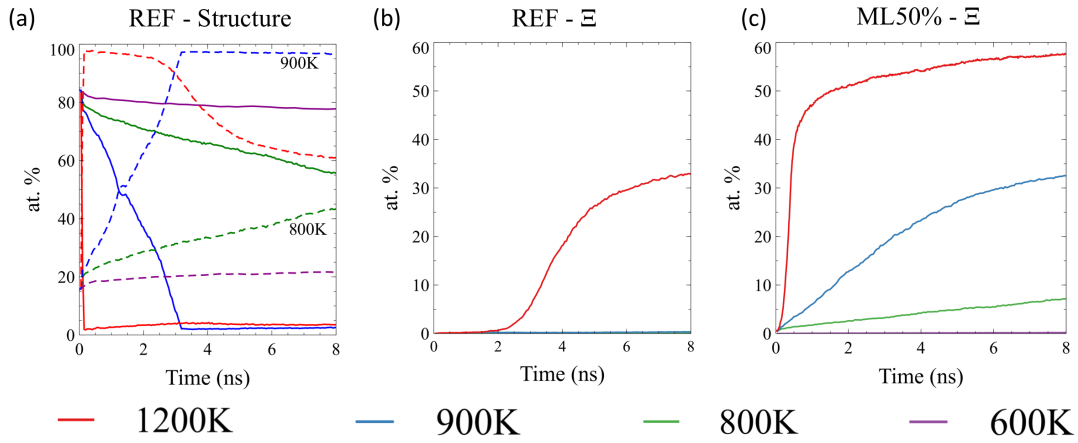 (a) REF - Structure
at. %
100
80
60
40
20
0
900K
800K
0 2 4 6 8
Time (ns)
(b) REF - Ξ
at. %
60
50
40
30
20
10
0
0 2 4 6 8
Time (ns)
(c) ML50% - Ξ
at. %
60
50
40
30
20
10
0
0 2 4 6 8
Time (ns)
1200K 900K 800K 600K